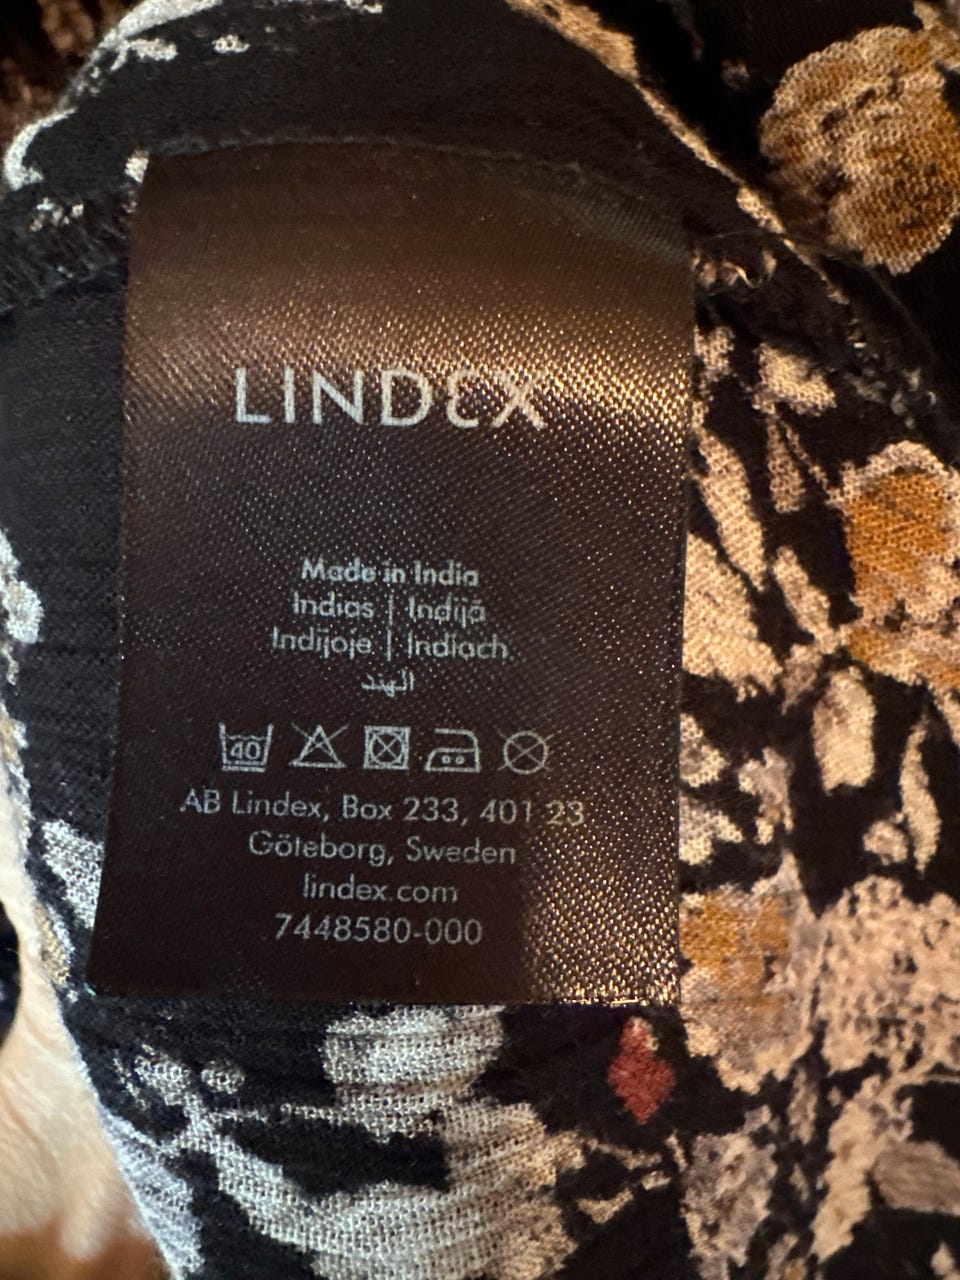 LINDEX
Made in India
Indias | Indijā
Indijoje | Indiach
الهند
40
AB Lindex, Box 233, 401 23
Göteborg, Sweden
lindex.com
7448580-000